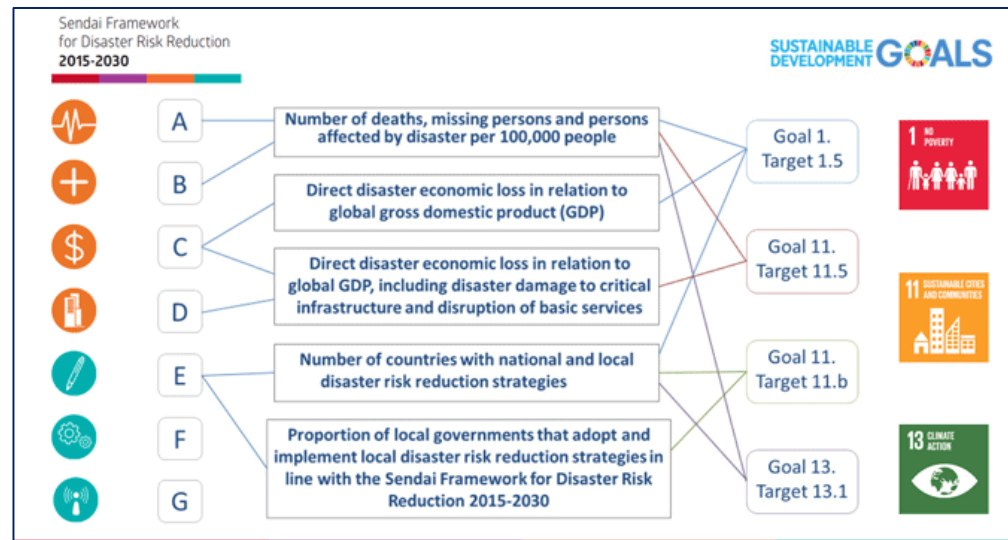 Sendai Framework
for Disaster Risk Reduction
2015-2030
SUSTAINABLE
DEVELOPMENT
GOALS
A
B
C
D
E
F
G
Number of deaths, missing persons and persons
affected by disaster per 100,000 people
Direct disaster economic loss in relation to
global gross domestic product (GDP)
Direct disaster economic loss in relation to
global GDP, including disaster damage to critical
infrastructure and disruption of basic services
Number of countries with national and local
disaster risk reduction strategies
Proportion of local governments that adopt and
implement local disaster risk reduction strategies in
line with the Sendai Framework for Disaster Risk
Reduction 2015-2030
Goal 1.
Target 1.5
Goal 11.
Target 11.5
Goal 11.
Target 11.b
Goal 13.
Target 13.1
1 NO
POVERTY
11 SUSTAINABLE CITIES
AND COMMUNITIES
13 CLIMATE
ACTION